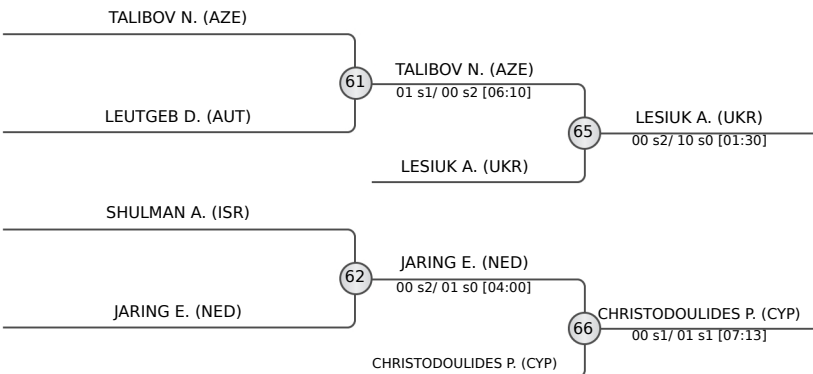 TALIBOV N. (AZE)
61
TALIBOV N. (AZE)
01 s1/ 00 s2 [06:10]
LEUTGEB D. (AUT)
65
LESIUK A. (UKR)
00 s2/ 10 s0 [01:30]
LESIUK A. (UKR)
SHULMAN A. (ISR)
62
JARING E. (NED)
00 s2/ 01 s0 [04:00]
JARING E. (NED)
66
CHRISTODOULIDES P. (CYP)
00 s1/ 01 s1 [07:13]
CHRISTODOULIDES P. (CYP)